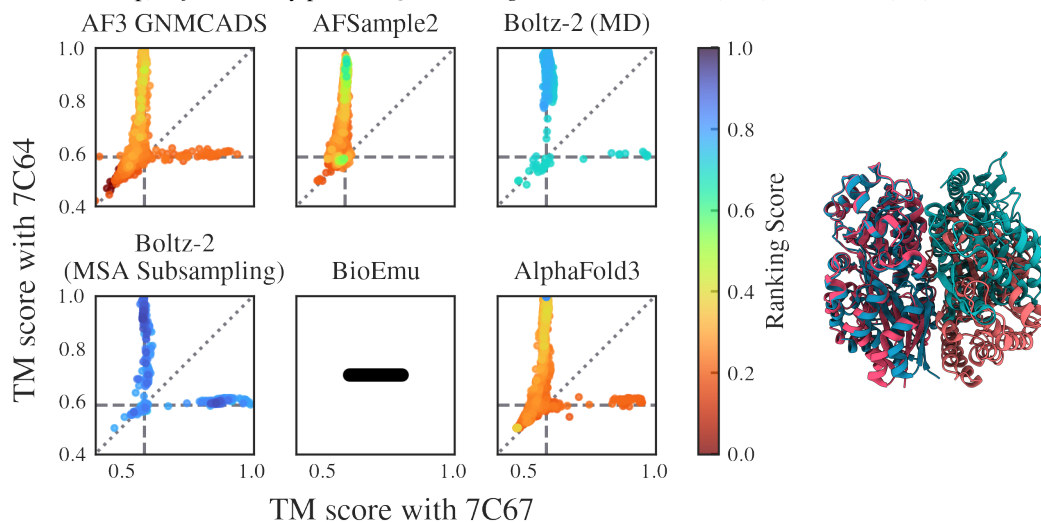 AF3 GNMCADS
AFSample2
Boltz-2 (MD)
1.0
0.8
0.6
0.4
TM score with 7C64
Boltz-2
(MSA Subsampling)
BioEmu
AlphaFold3
1.0
0.8
0.6
0.4
0.5
1.0
0.5
1.0
0.5
1.0
TM score with 7C67
1.0
0.8
0.6
0.4
0.2
0.0
Ranking Score